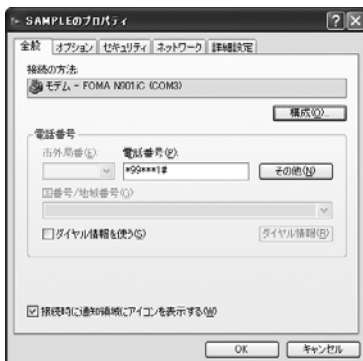 SAMPLEのプロパティ
全般 オプション セキュリティ ネットワーク 詳細設定
接続の方法:
モデム - FOMA N901iC (COM3)
構成(O)...
電話番号
市外局番(E): 電話番号(P):
*99***1# その他(N)
国番号/地域番号(G):
ダイヤル情報を使う(S) ダイヤル情報(R)
接続時に通知領域にアイコンを表示する(W)
OK キャンセル